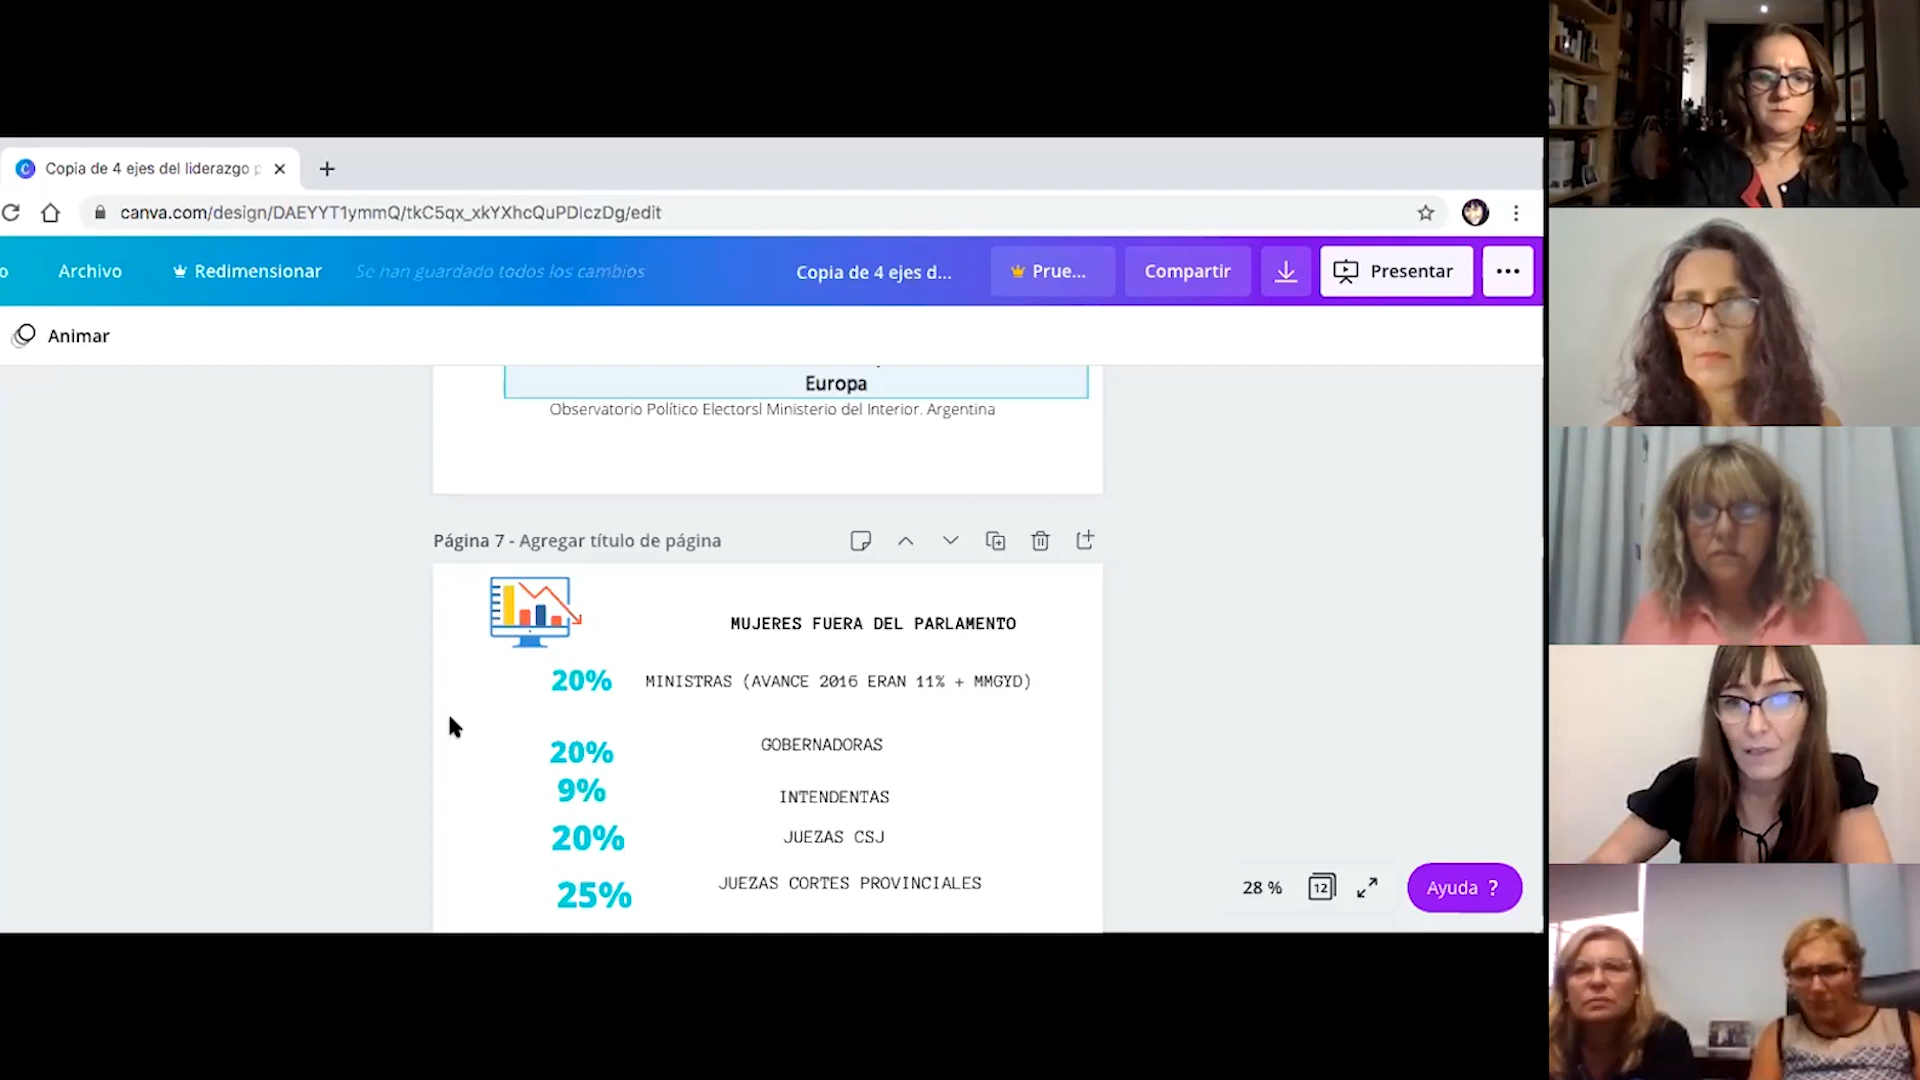 Copia de 4 ejes del liderazgo p
canva.com/design/DAEYYT1ymmQ/tkC5qx_xkYXhcQuPDIczDg/edit
o Archivo Redimensionar Se han guardado todos los cambios Copia de 4 ejes d... Prue... Compartir Presentar
Animar
Europa
Observatorio Político Electorsl Ministerio del Interior. Argentina
Página 7 - Agregar título de página
MUJERES FUERA DEL PARLAMENTO
20% MINISTRAS (AVANCE 2016 ERAN 11% + MMGYD)
20% GOBERNADORAS
9% INTENDENTAS
20% JUEZAS CSJ
25% JUEZAS CORTES PROVINCIALES
28 % 12 Ayuda ?